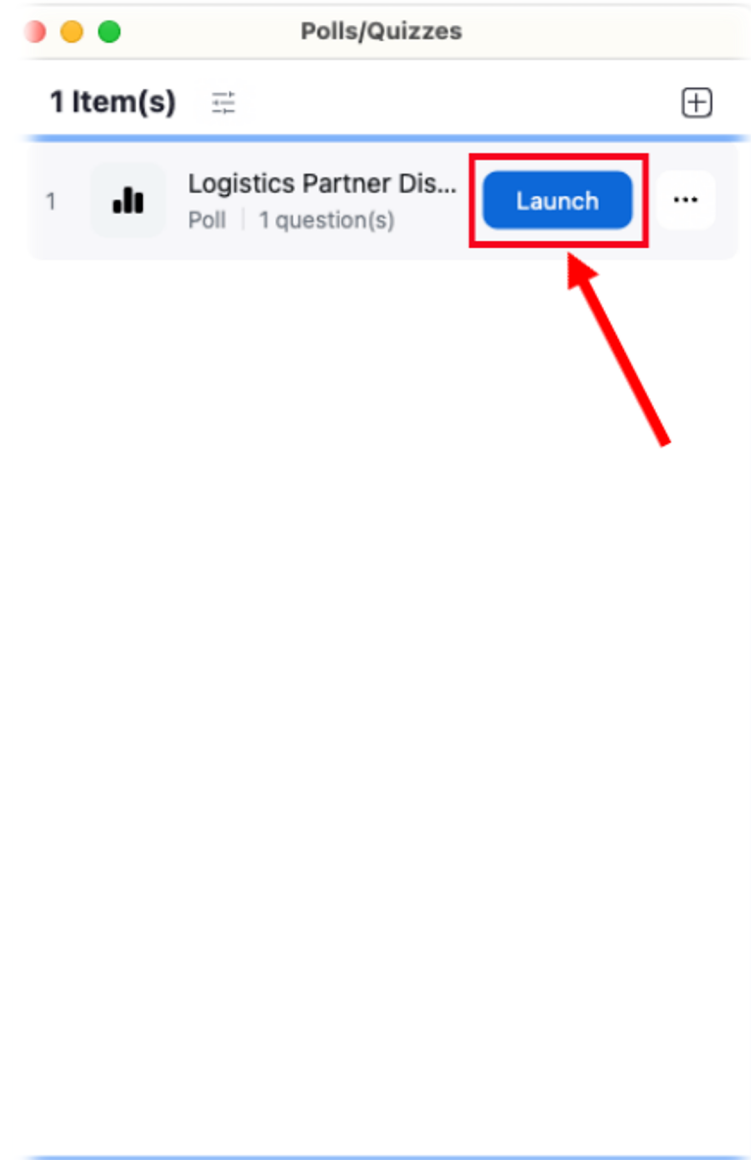 Polls/Quizzes
1 Item(s)
1
Logistics Partner Dis...
Poll | 1 question(s)
Launch
...